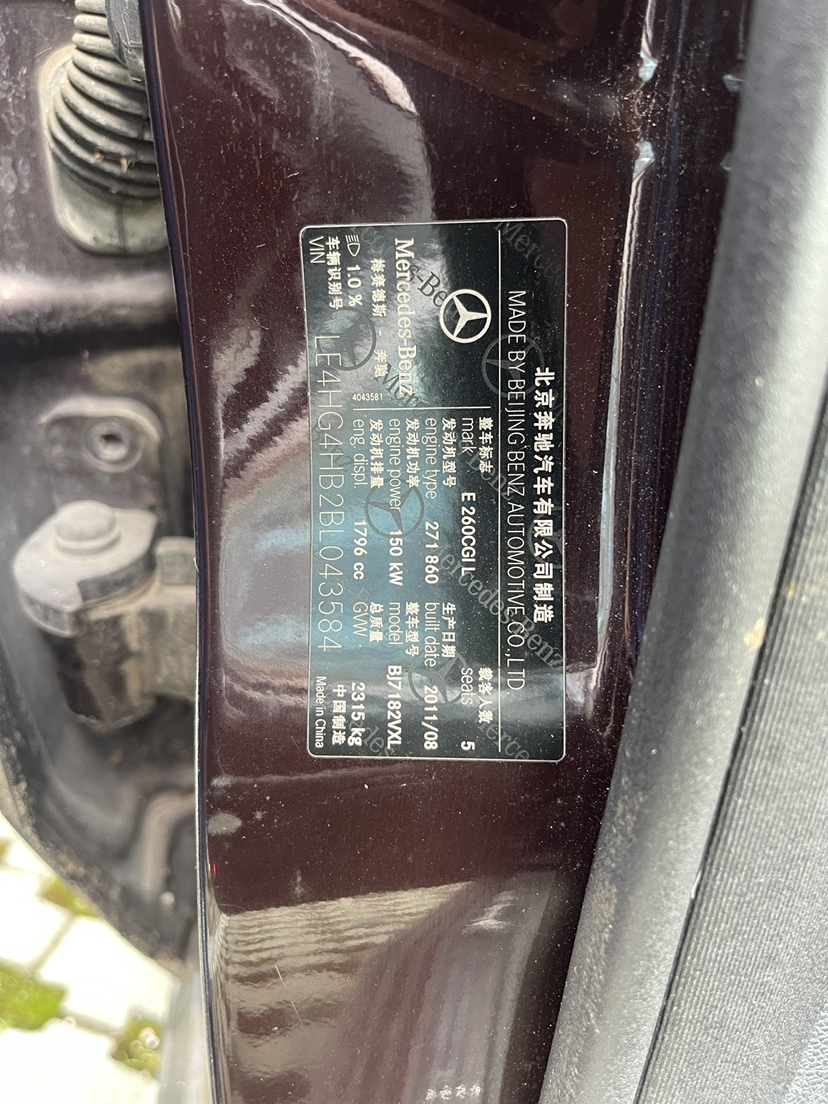 北京奔驰汽车有限公司制造
MADE BY BEIJING BENZ AUTOMOTIVE CO.,LTD
整车标志 载客人数 5
mark E 260CGI L seats
Mercedes-Benz 发动机型号 生产日期
engine type 271 860 built date 2011/08
梅赛德斯 - 奔驰 发动机功率 整车型号
engine power 150 kW model BJ7182VXL
1.0 % 4043581 发动机排量 总质量
eng. displ 1796 cc GVW 2315 kg
车辆识别号 中国制造
VIN LE4HG4HB2BL043584 Made in China